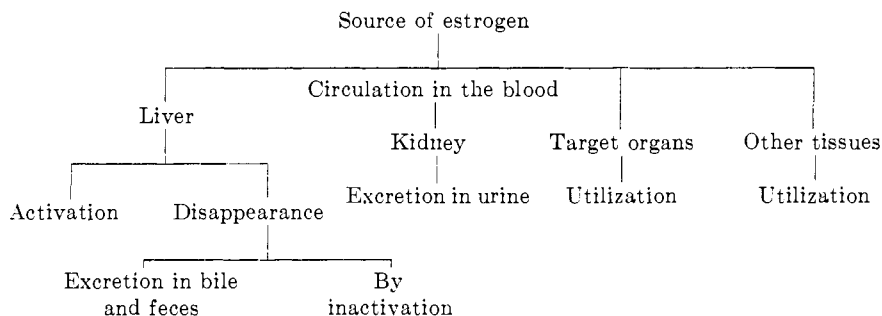 Source of estrogen
Circulation in the blood
Liver
Kidney
Target organs
Other tissues
Excretion in urine
Utilization
Utilization
Activation
Disappearance
Excretion in bile
and feces
By
inactivation